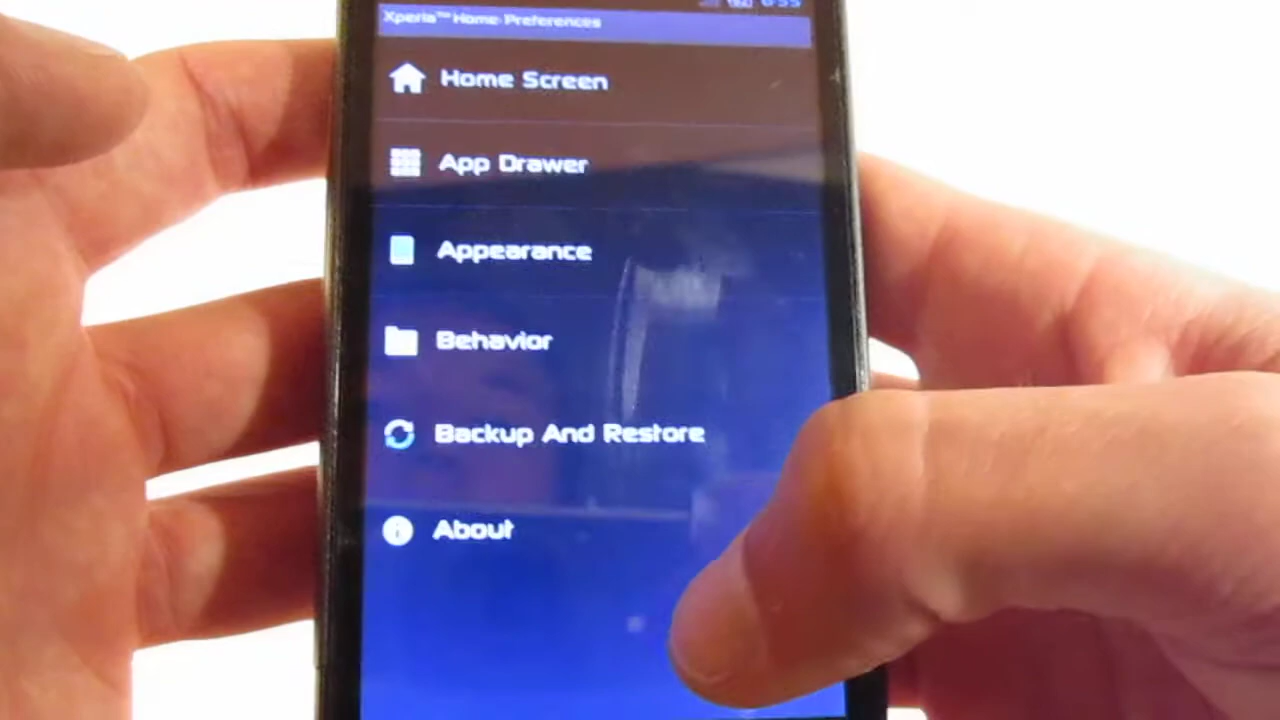 Xperia™ Home Preferences
Home Screen
App Drawer
Appearance
Behavior
Backup And Restore
About